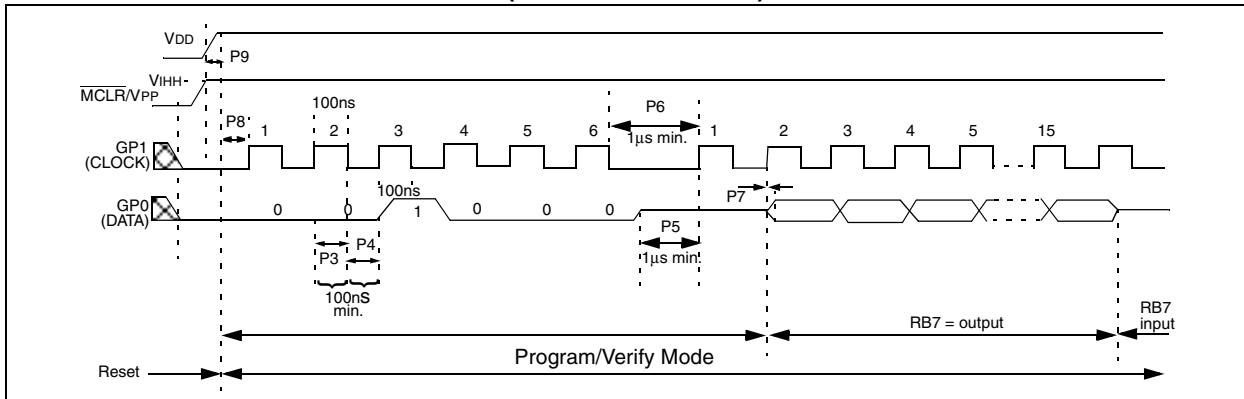 VDD
P9
VIHH
MCLR/VPP
100ns
P6
P8
1 2 3 4 5 6 1μs min. 1 2 3 4 5 15
GP1
(CLOCK)
100ns
P7
GP0
(DATA)
0 0 1 0 0 0
P5
P3 P4
1μs min.
100nS
min.
RB7 = output
RB7
input
Program/Verify Mode
Reset